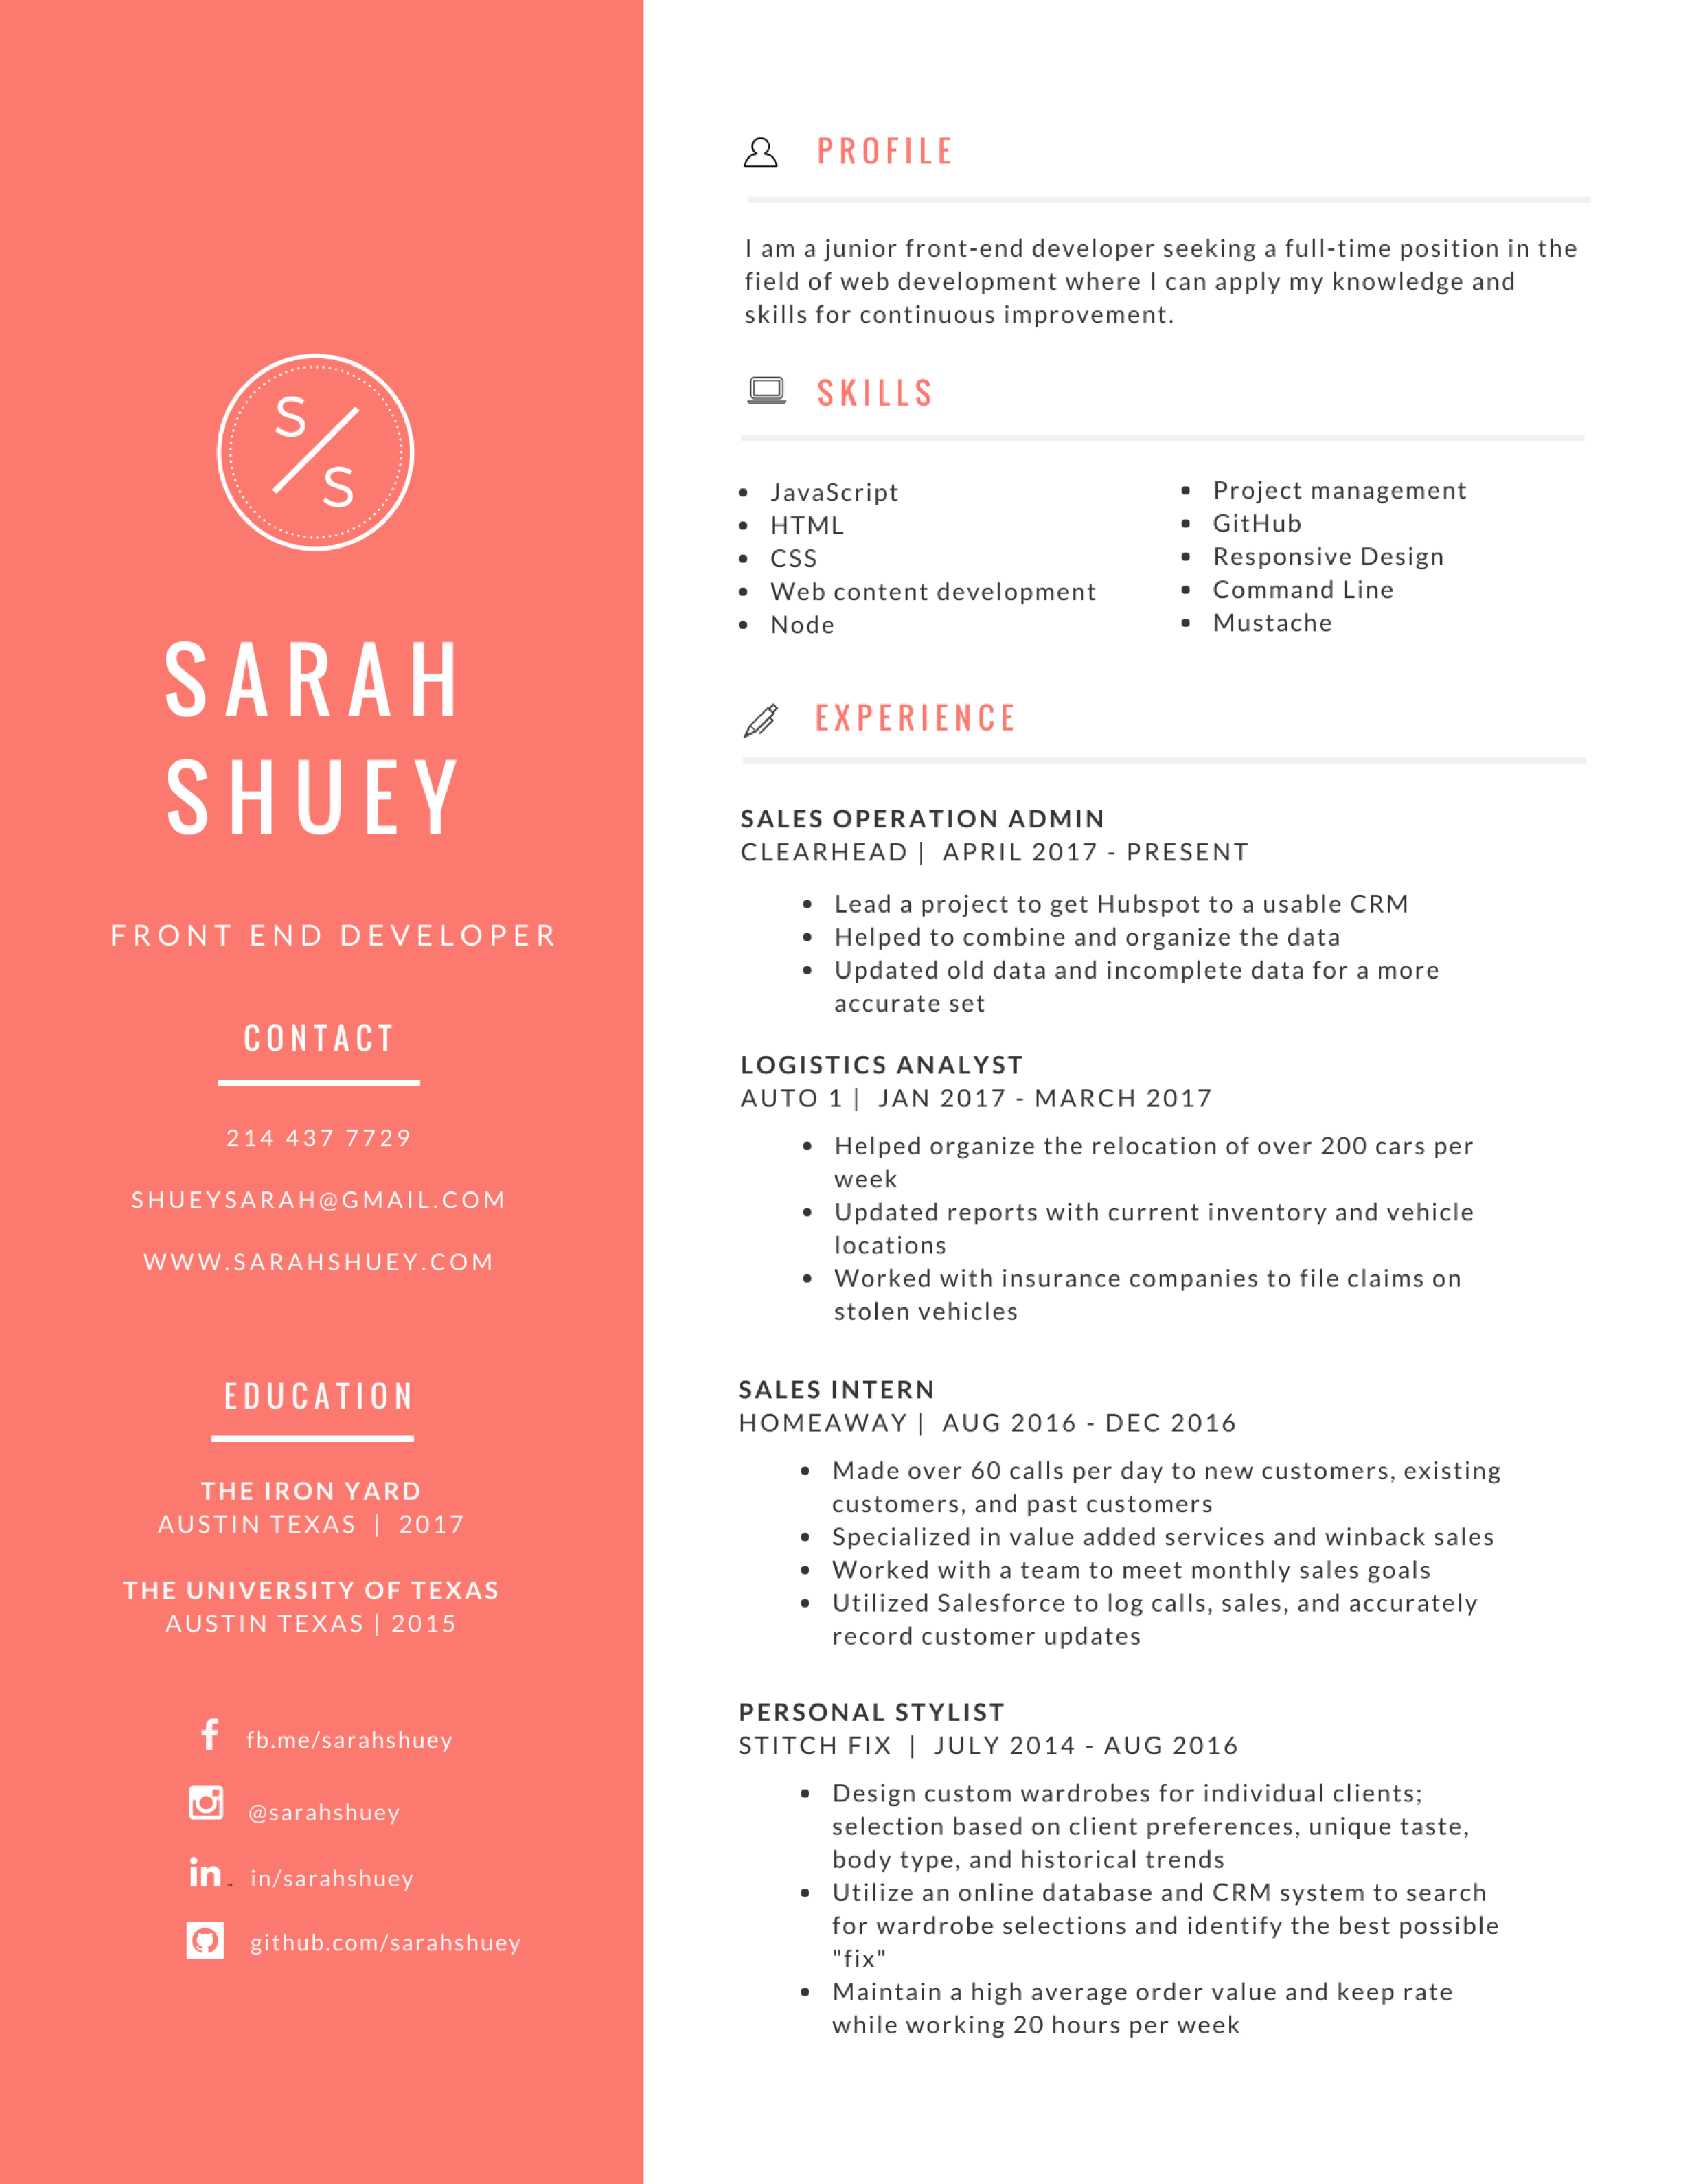 S
S
SARAH
SHUEY
FRONT END DEVELOPER
CONTACT
214 437 7729
SHUEYSARAH@GMAIL.COM
WWW.SARAHSHUEY.COM
EDUCATION
THE IRON YARD
AUSTIN TEXAS | 2017
THE UNIVERSITY OF TEXAS
AUSTIN TEXAS | 2015
fb.me/sarahshuey
@sarahshuey
in/sarahshuey
github.com/sarahshuey
PROFILE
I am a junior front-end developer seeking a full-time position in the
field of web development where I can apply my knowledge and
skills for continuous improvement.
SKILLS
• JavaScript
• HTML
• CSS
• Web content development
• Node
• Project management
• GitHub
• Responsive Design
• Command Line
• Mustache
EXPERIENCE
SALES OPERATION ADMIN
CLEARHEAD | APRIL 2017 - PRESENT
• Lead a project to get Hubspot to a usable CRM
• Helped to combine and organize the data
• Updated old data and incomplete data for a more
accurate set
LOGISTICS ANALYST
AUTO 1 | JAN 2017 - MARCH 2017
• Helped organize the relocation of over 200 cars per
week
• Updated reports with current inventory and vehicle
locations
• Worked with insurance companies to file claims on
stolen vehicles
SALES INTERN
HOMEAWAY | AUG 2016 - DEC 2016
• Made over 60 calls per day to new customers, existing
customers, and past customers
• Specialized in value added services and winback sales
• Worked with a team to meet monthly sales goals
• Utilized Salesforce to log calls, sales, and accurately
record customer updates
PERSONAL STYLIST
STITCH FIX | JULY 2014 - AUG 2016
• Design custom wardrobes for individual clients;
selection based on client preferences, unique taste,
body type, and historical trends
• Utilize an online database and CRM system to search
for wardrobe selections and identify the best possible
"fix"
• Maintain a high average order value and keep rate
while working 20 hours per week